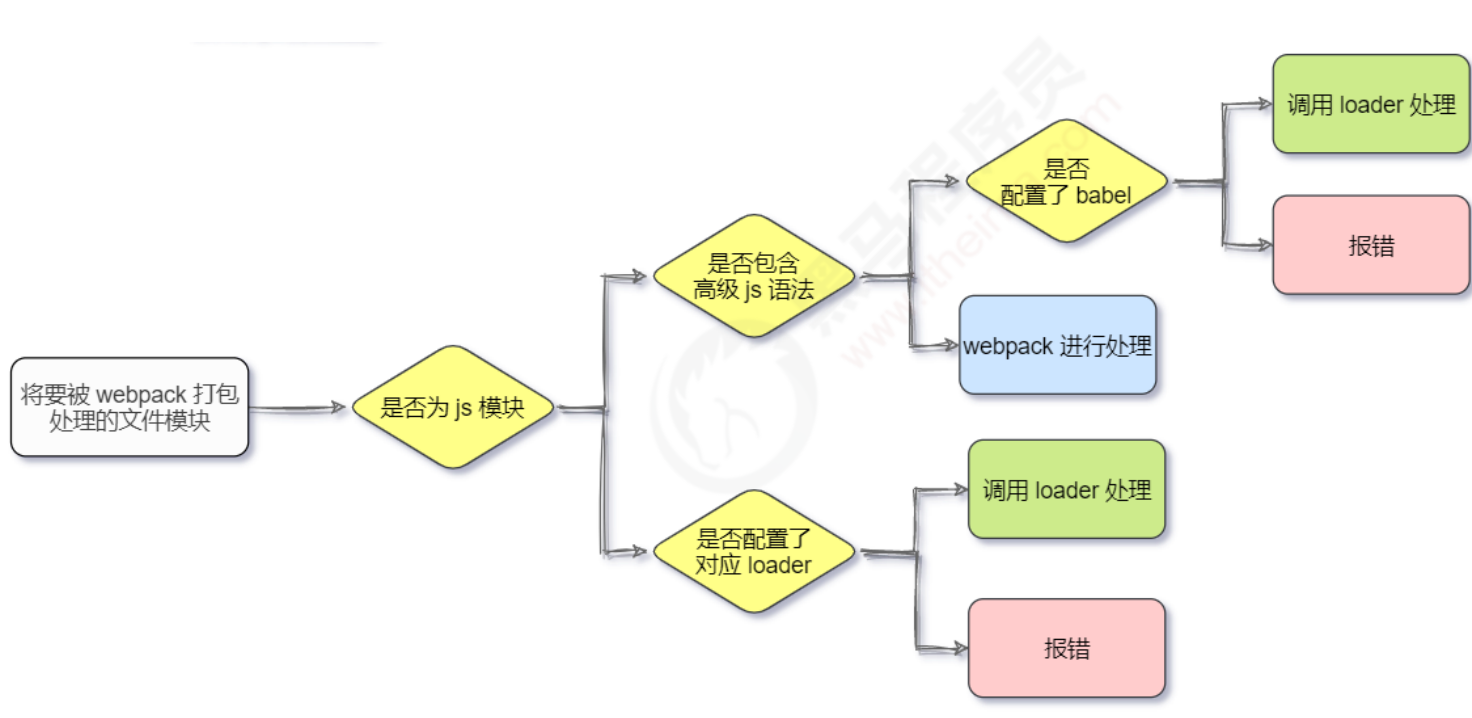 将要被 webpack 打包
处理的文件模块
是否为 js 模块
是否包含
高级 js 语法
是否
配置了 babel
调用 loader 处理
报错
webpack 进行处理
是否配置了
对应 loader
调用 loader 处理
报错
黑马程序员
www.itheima.com